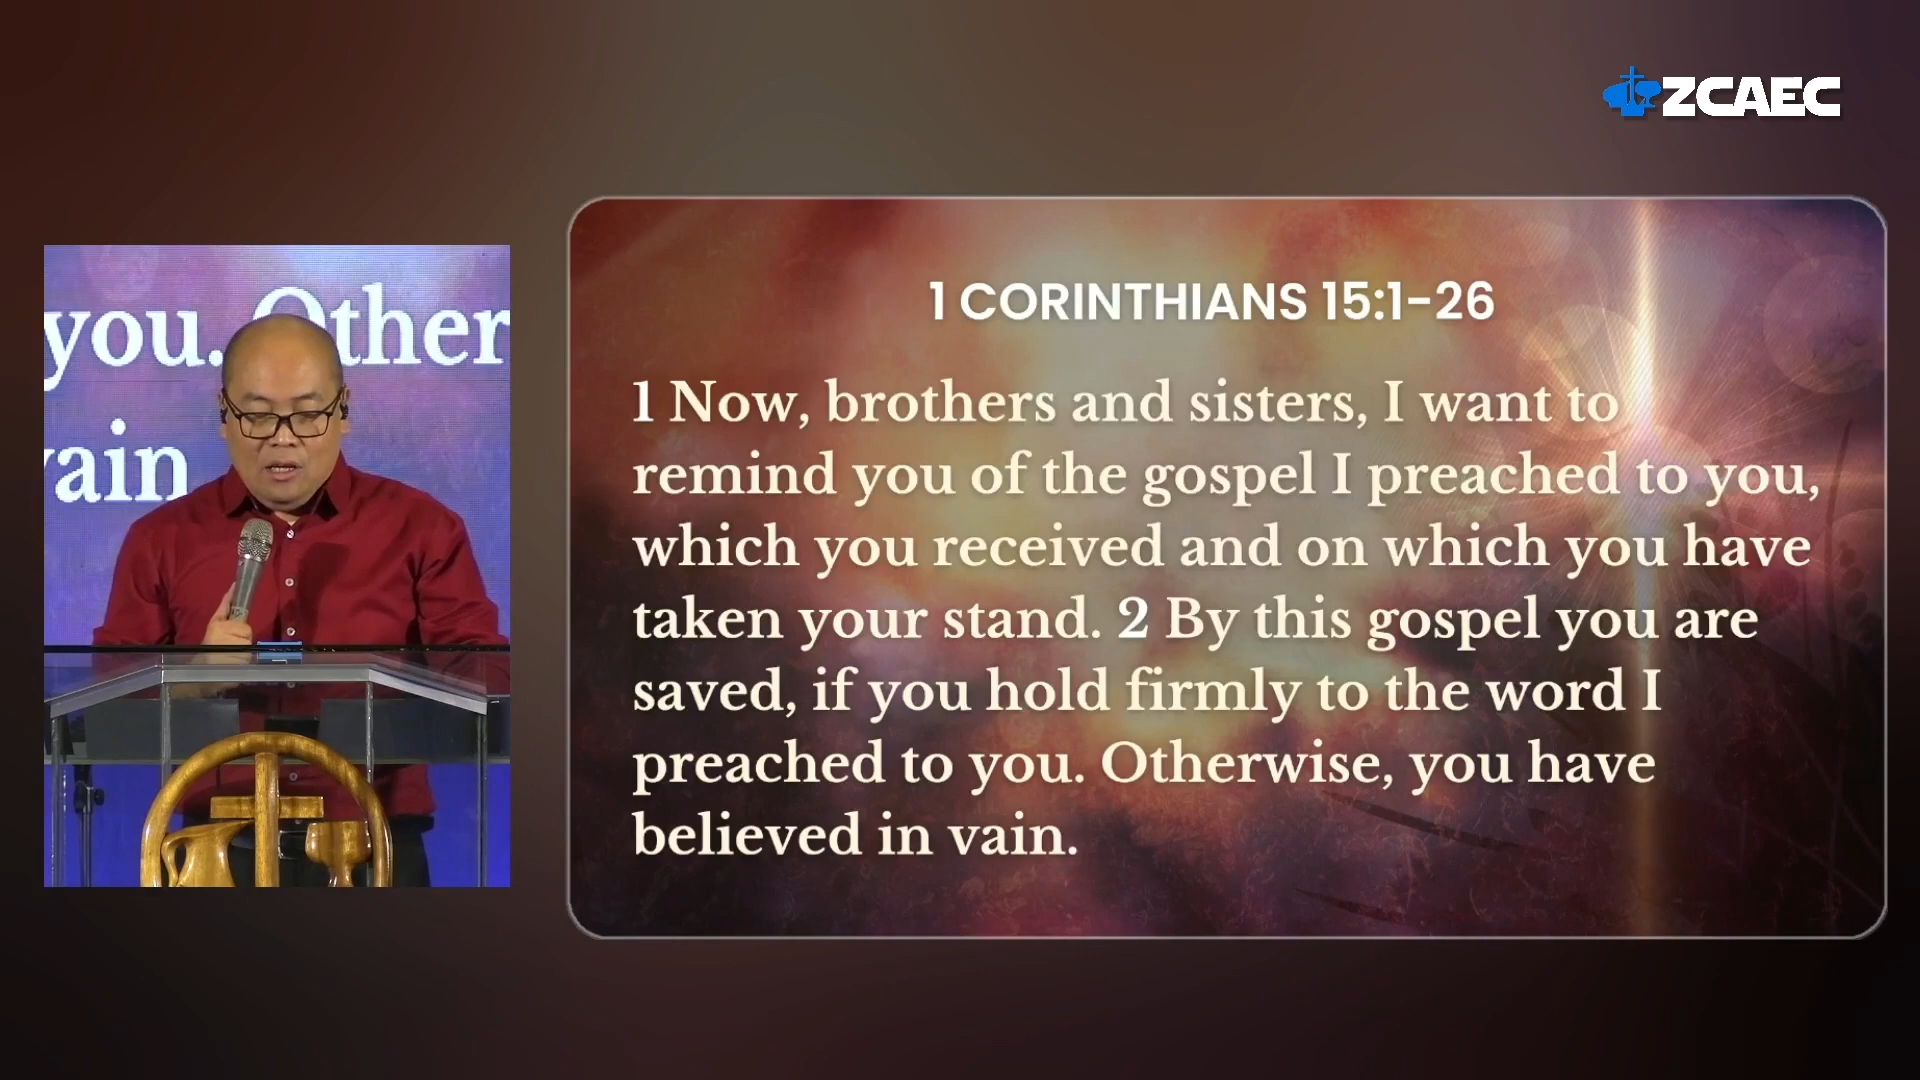 ZCAEC
you. Other
vain
1 CORINTHIANS 15:1-26
1 Now, brothers and sisters, I want to
remind you of the gospel I preached to you,
which you received and on which you have
taken your stand. 2 By this gospel you are
saved, if you hold firmly to the word I
preached to you. Otherwise, you have
believed in vain.